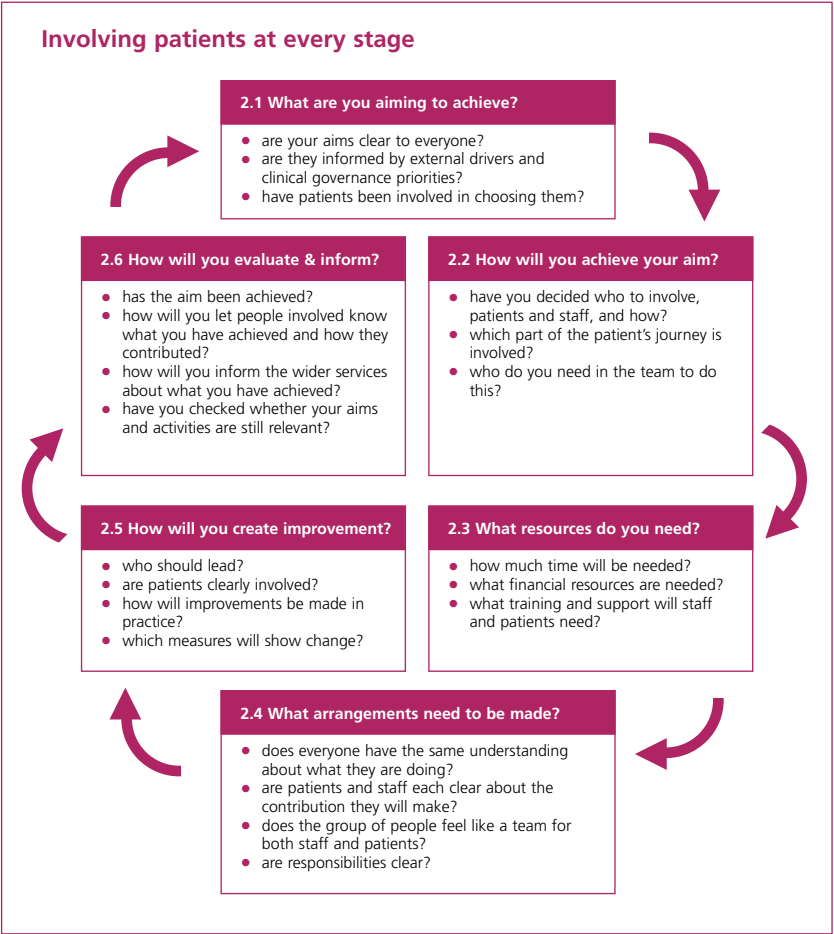 Involving patients at every stage
2.1 What are you aiming to achieve?
• are your aims clear to everyone?
• are they informed by external drivers and
clinical governance priorities?
• have patients been involved in choosing them?
2.2 How will you achieve your aim?
• have you decided who to involve,
patients and staff, and how?
• which part of the patient’s journey is
involved?
• who do you need in the team to do
this?
2.3 What resources do you need?
• how much time will be needed?
• what financial resources are needed?
• what training and support will staff
and patients need?
2.4 What arrangements need to be made?
• does everyone have the same understanding
about what they are doing?
• are patients and staff each clear about the
contribution they will make?
• does the group of people feel like a team for
both staff and patients?
• are responsibilities clear?
2.5 How will you create improvement?
• who should lead?
• are patients clearly involved?
• how will improvements be made in
practice?
• which measures will show change?
2.6 How will you evaluate & inform?
• has the aim been achieved?
• how will you let people involved know
what you have achieved and how they
contributed?
• how will you inform the wider services
about what you have achieved?
• have you checked whether your aims
and activities are still relevant?